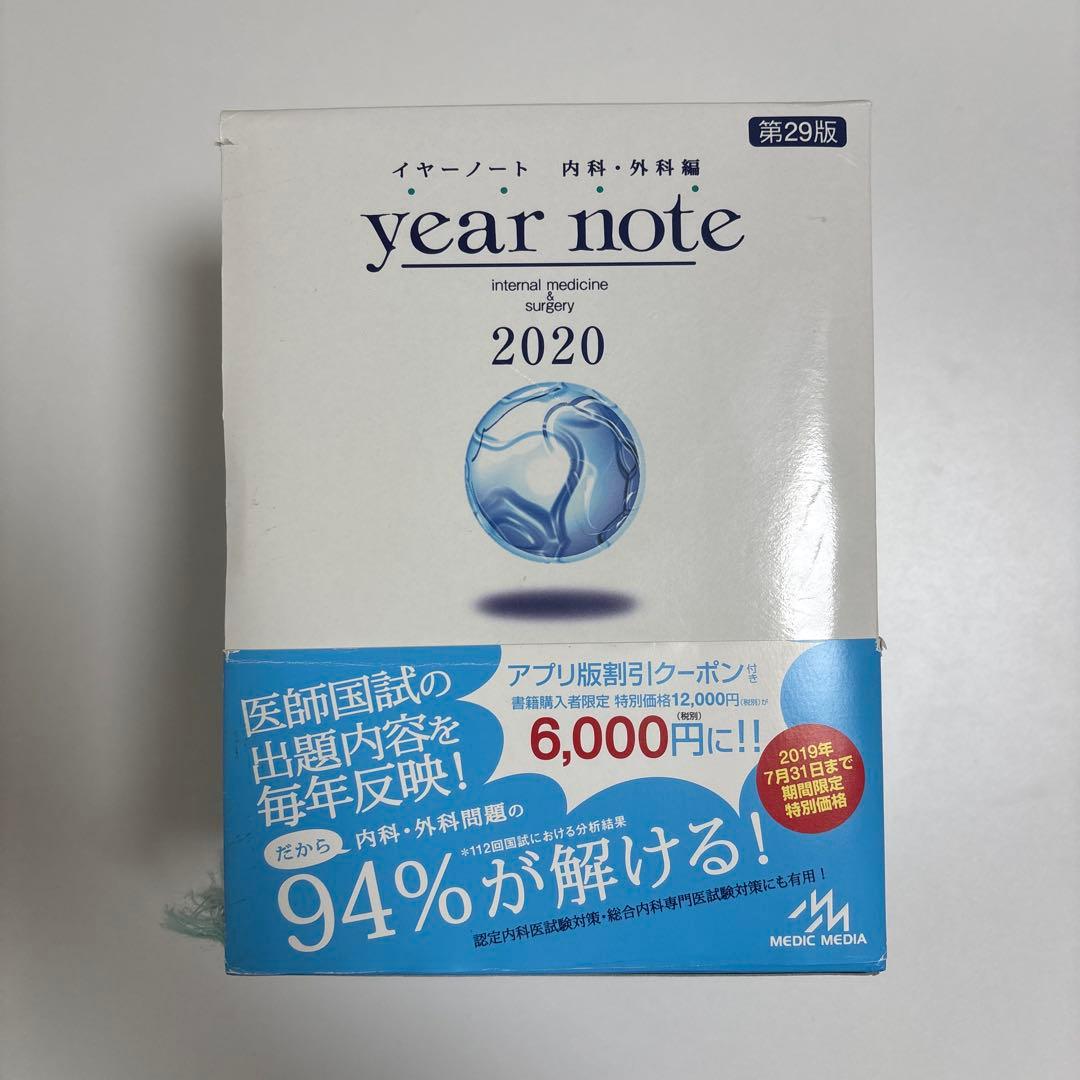 第29版
イヤーノート 内科・外科編
year note
internal medicine
&
surgery
2020
アプリ版割引クーポン付き
書籍購入者限定 特別価格12,000円(税別)が
6,000円(税別)に!!
2019年
7月31日まで
期間限定
特別価格
医師国試の
出題内容を
毎年反映!
だから 内科・外科問題の
*112回国試における分析結果
94%が解ける!
認定内科医試験対策・総合内科専門医試験対策にも有用!
MEDIC MEDIA